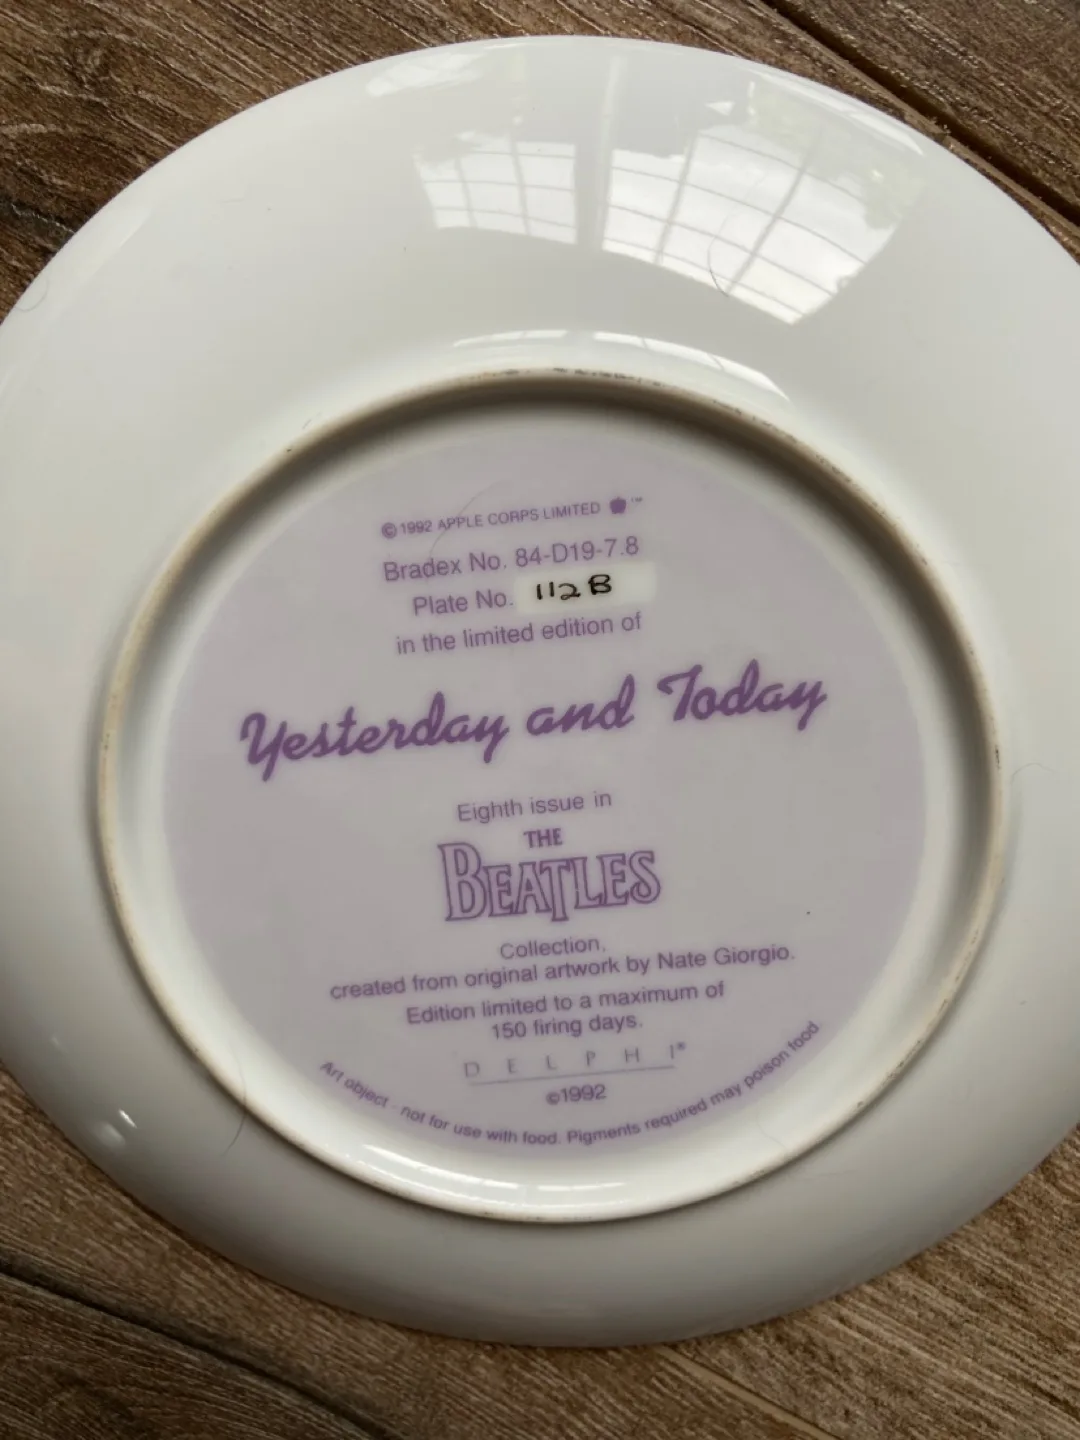 ©1992 APPLE CORPS LIMITED ™
Bradex No. 84-D19-7.8
Plate No. 112B
in the limited edition of
Yesterday and Today
Eighth issue in
THE
BEATLES
Collection,
created from original artwork by Nate Giorgio.
Edition limited to a maximum of
150 firing days.
DELPHI®
©1992
Art object - not for use with food. Pigments required may poison food.